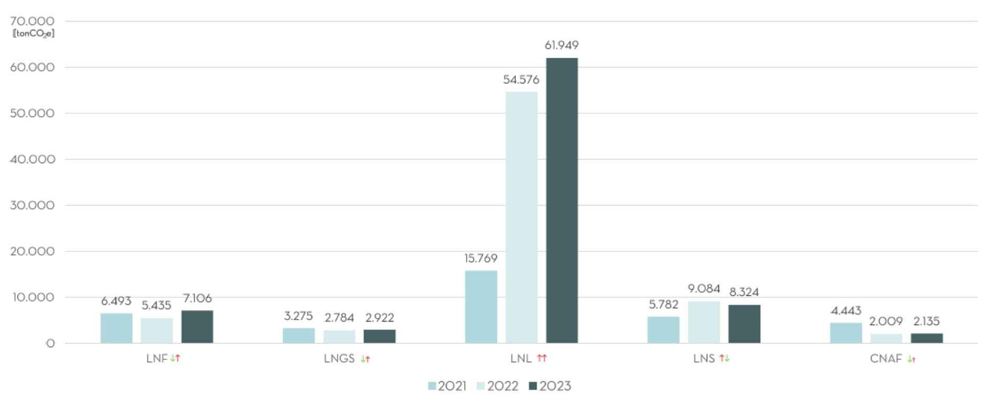 70.000
[tonCO₂e]
60.000
50.000
40.000
30.000
20.000
10.000
0
6.493 5.435 7.106
3.275 2.784 2.922
15.769 54.576 61.949
5.782 9.084 8.324
4.443 2.009 2.135
LNF ↓↑ LNGS ↓↑ LNL ↑↑ LNS ↑↓ CNAF ↓↑
2021 2022 2023